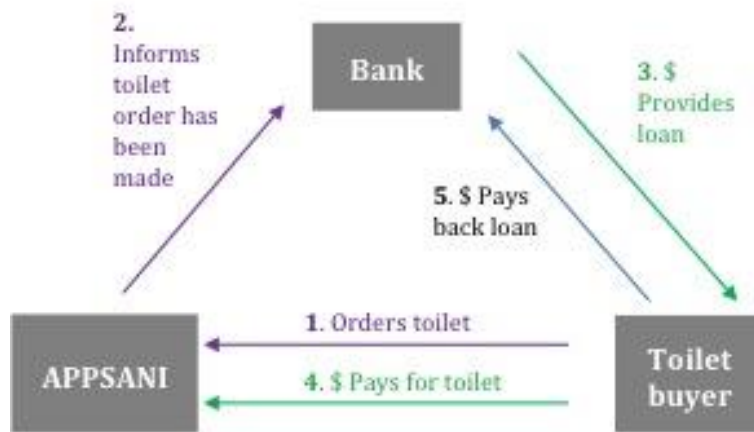 2.
Informs
toilet
order has
been
made
Bank
3. $
Provides
loan
5. $ Pays
back loan
1. Orders toilet
4. $ Pays for toilet
APPSANI
Toilet
buyer